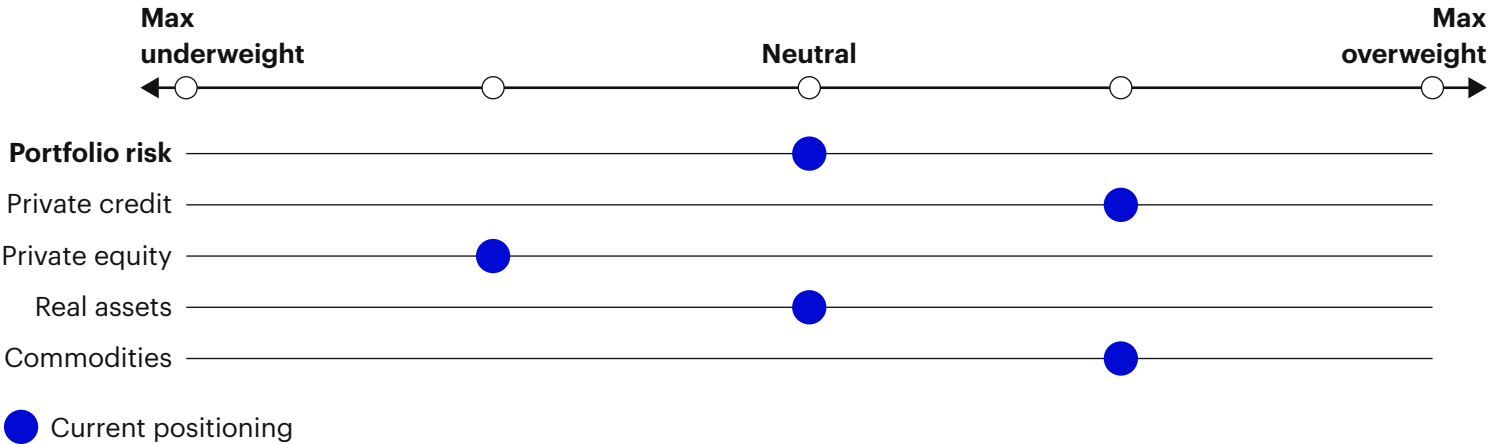 Max
underweight
Neutral
Max
overweight
Portfolio risk
Private credit
Private equity
Real assets
Commodities
Current positioning